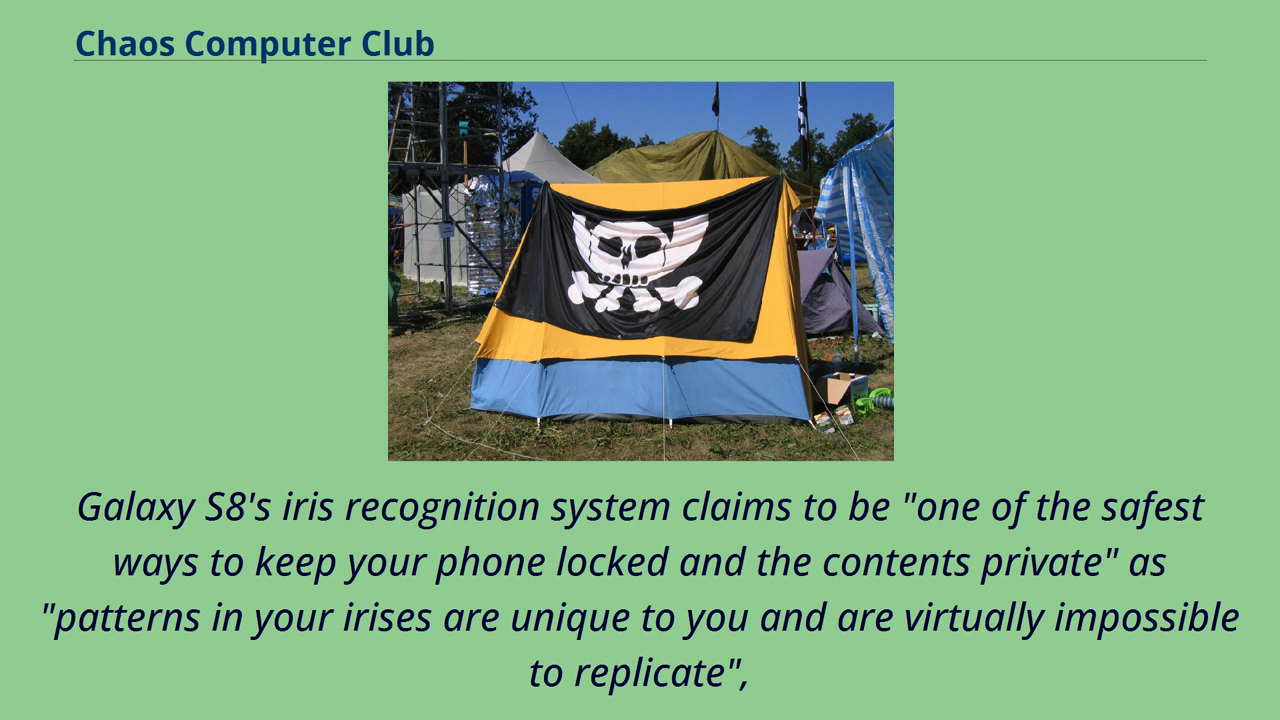 Chaos Computer Club
Galaxy S8's iris recognition system claims to be "one of the safest
ways to keep your phone locked and the contents private" as
"patterns in your irises are unique to you and are virtually impossible
to replicate",